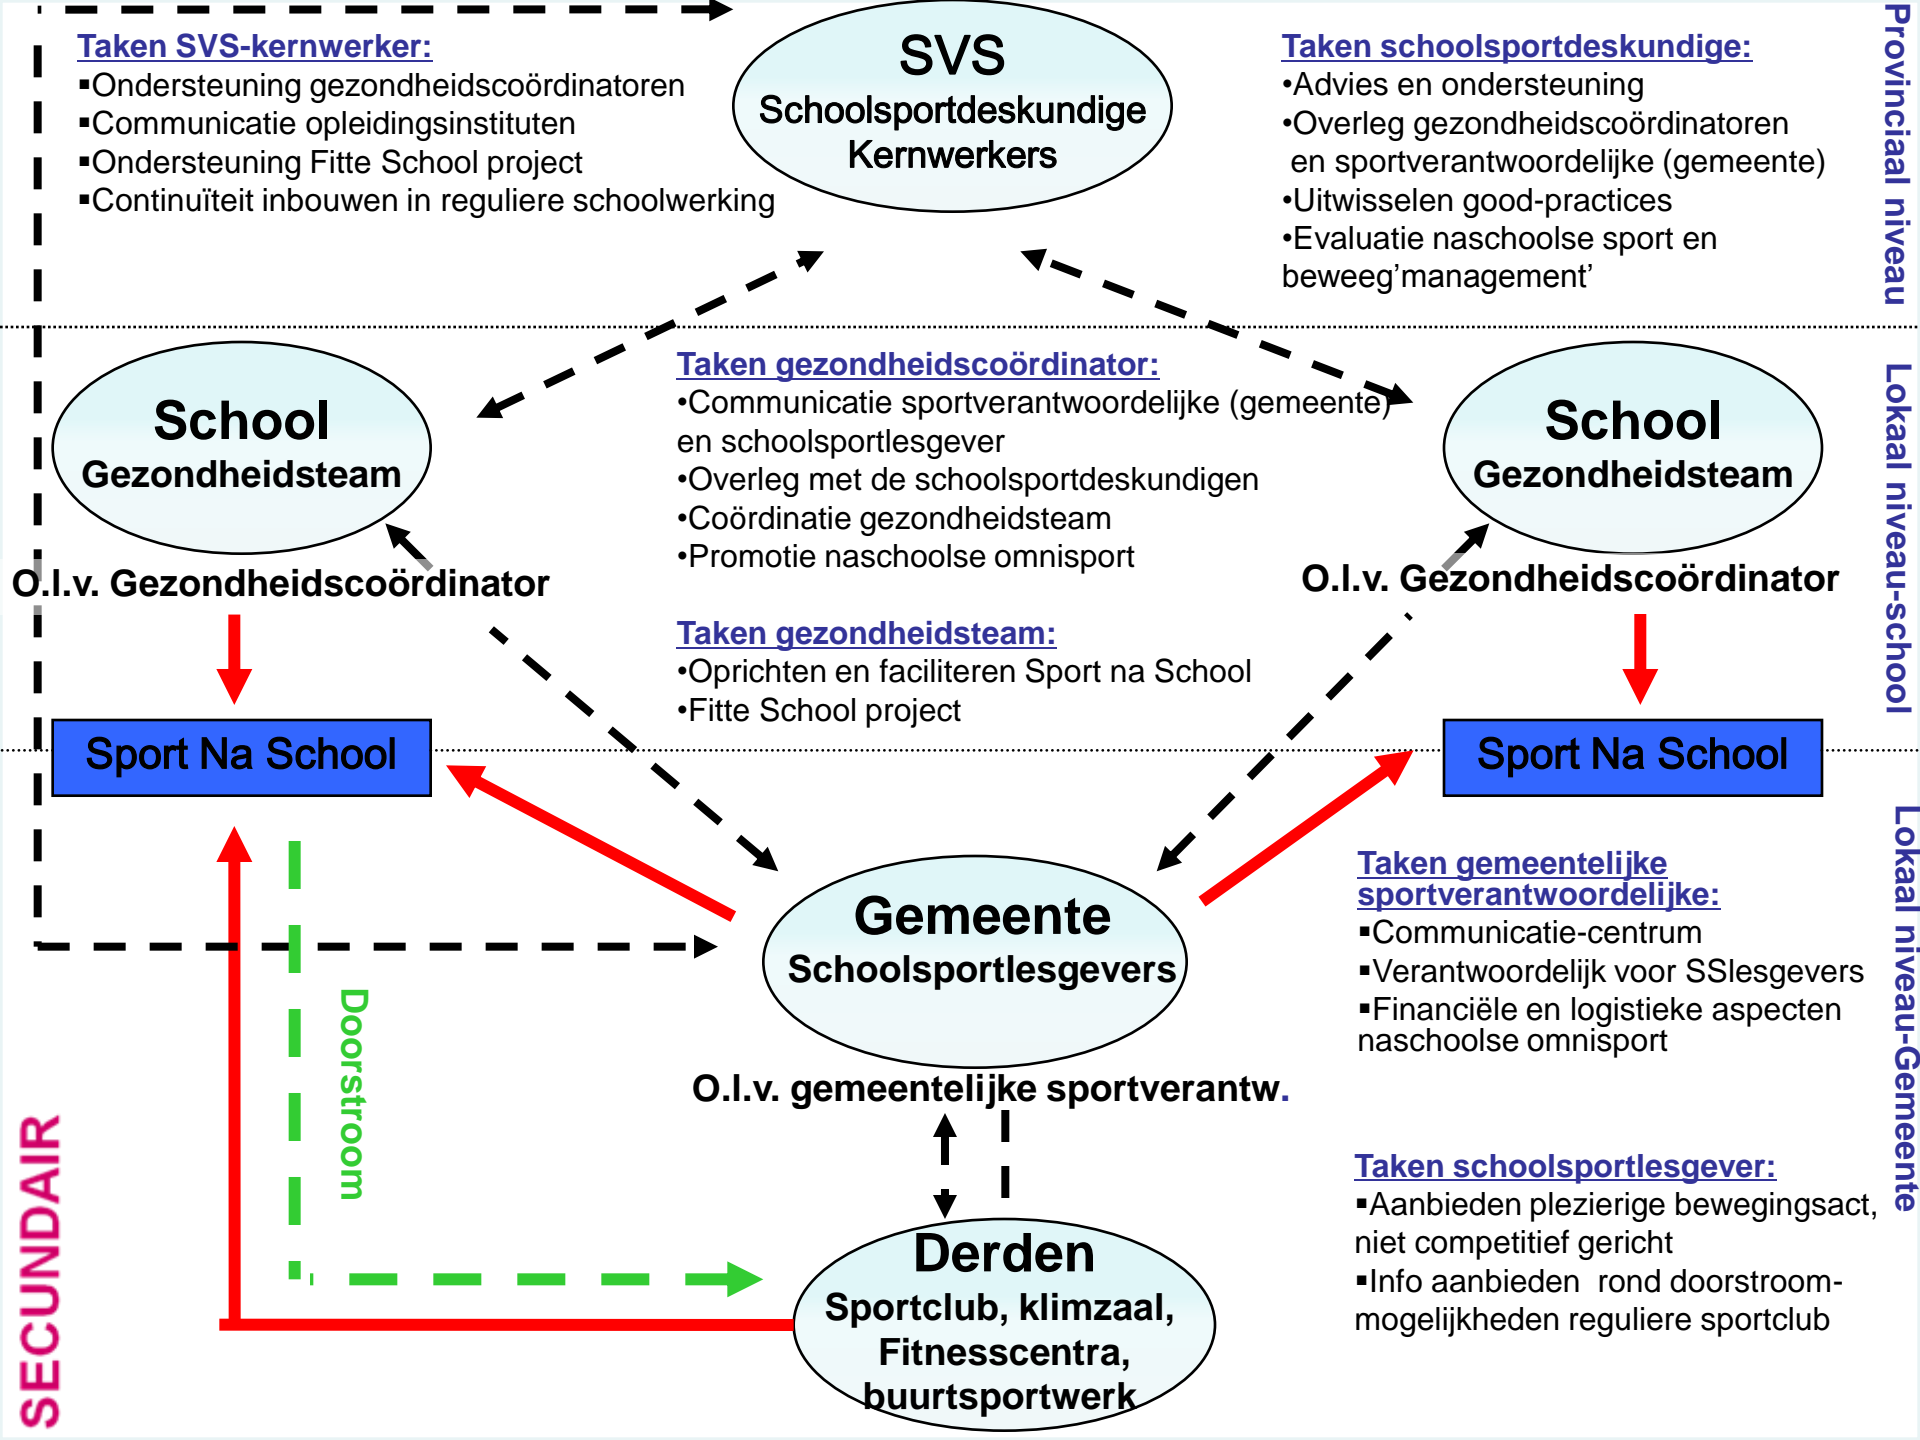 Taken SVS-kernwerker:
▪Ondersteuning gezondheidscoördinatoren
▪Communicatie opleidingsinstituten
▪Ondersteuning Fitte School project
▪Continuïteit inbouwen in reguliere schoolwerking
SVS
Schoolsportdeskundige
Kernwerkers
Taken schoolsportdeskundige:
•Advies en ondersteuning
•Overleg gezondheidscoördinatoren
en sportverantwoordelijke (gemeente)
•Uitwisselen good-practices
•Evaluatie naschoolse sport en
beweeg’management’
Provinciaal niveau
School
Gezondheidsteam
O.l.v. Gezondheidscoördinator
Taken gezondheidscoördinator:
•Communicatie sportverantwoordelijke (gemeente)
en schoolsportlesgever
•Overleg met de schoolsportdeskundigen
•Coördinatie gezondheidsteam
•Promotie naschoolse omnisport
Taken gezondheidsteam:
•Oprichten en faciliteren Sport na School
•Fitte School project
School
Gezondheidsteam
O.l.v. Gezondheidscoördinator
Lokaal niveau-school
Sport Na School
Sport Na School
Gemeente
Schoolsportlesgevers
O.l.v. gemeentelijke sportverantw.
Taken gemeentelijke
sportverantwoordelijke:
▪Communicatie-centrum
▪Verantwoordelijk voor SSlesgevers
▪Financiële en logistieke aspecten
naschoolse omnisport
Lokaal niveau-Gemeente
Doorstroom
SECUNDAIR
Taken schoolsportlesgever:
▪Aanbieden plezierige bewegingsact,
niet competitief gericht
▪Info aanbieden  rond doorstroom-
mogelijkheden reguliere sportclub
Derden
Sportclub, klimzaal,
Fitnesscentra,
buurtsportwerk